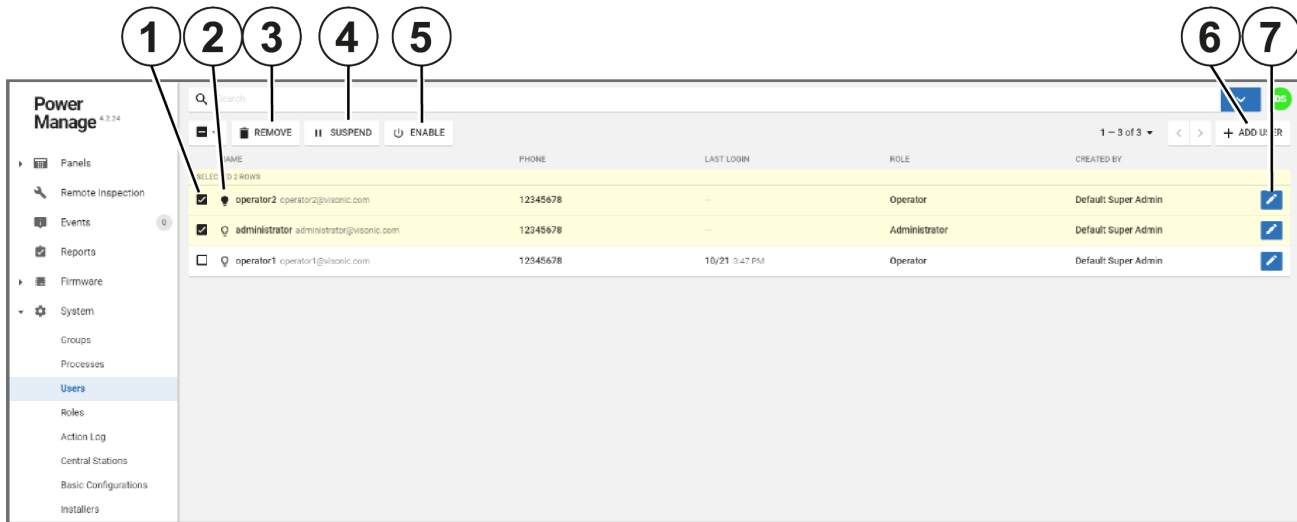 1 2 3 4 5 6 7
Power
Manage 4.2.24
Search
DS
REMOVE SUSPEND ENABLE 1 – 3 of 3 < > + ADD USER
NAME PHONE LAST LOGIN ROLE CREATED BY
SELECTED 2 ROWS
operator2 operator2@visonic.com 12345678 — Operator Default Super Admin
administrator administrator@visonic.com 12345678 — Administrator Default Super Admin
operator1 operator1@visonic.com 12345678 10/21 3:47 PM Operator Default Super Admin
Panels
Remote Inspection
Events 0
Reports
Firmware
System
Groups
Processes
Users
Roles
Action Log
Central Stations
Basic Configurations
Installers